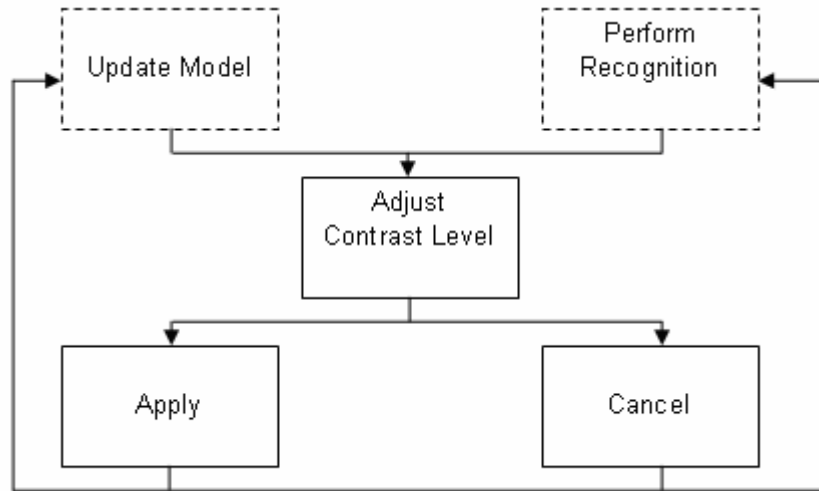 Update Model
Perform
Recognition
Adjust
Contrast Level
Apply
Cancel